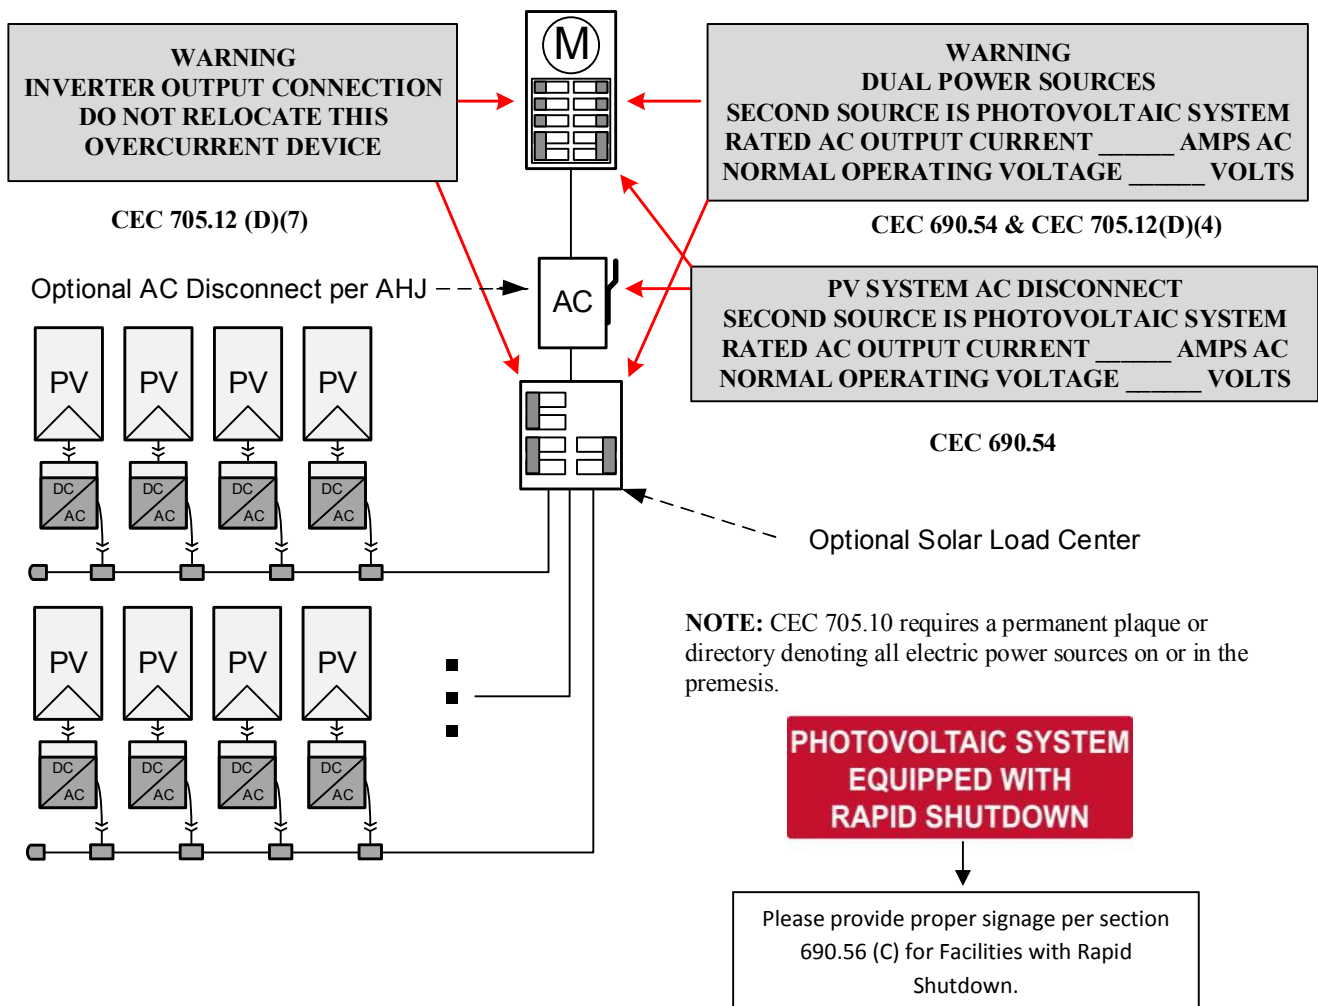 WARNING
INVERTER OUTPUT CONNECTION
DO NOT RELOCATE THIS
OVERCURRENT DEVICE
CEC 705.12 (D)(7)
M
WARNING
DUAL POWER SOURCES
SECOND SOURCE IS PHOTOVOLTAIC SYSTEM
RATED AC OUTPUT CURRENT ______ AMPS AC
NORMAL OPERATING VOLTAGE ______ VOLTS
CEC 690.54 & CEC 705.12(D)(4)
Optional AC Disconnect per AHJ
AC
PV SYSTEM AC DISCONNECT
SECOND SOURCE IS PHOTOVOLTAIC SYSTEM
RATED AC OUTPUT CURRENT ______ AMPS AC
NORMAL OPERATING VOLTAGE ______ VOLTS
CEC 690.54
PV PV PV PV
DC DC DC DC
AC AC AC AC
Optional Solar Load Center
PV PV PV PV
DC DC DC DC
AC AC AC AC
NOTE: CEC 705.10 requires a permanent plaque or
directory denoting all electric power sources on or in the
premesis.
PHOTOVOLTAIC SYSTEM
EQUIPPED WITH
RAPID SHUTDOWN
Please provide proper signage per section
690.56 (C) for Facilities with Rapid
Shutdown.